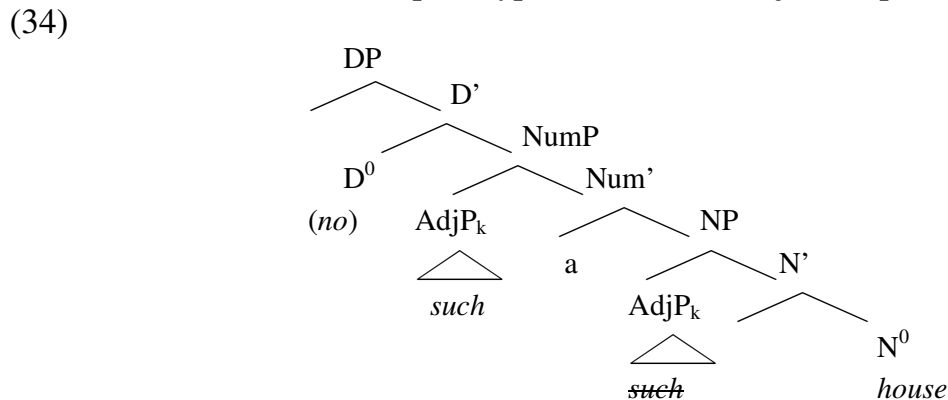 (34)
DP
D’
NumP
D⁰ Num’
(no) AdjPₖ NP
such a N’
AdjPₖ
N⁰
such house